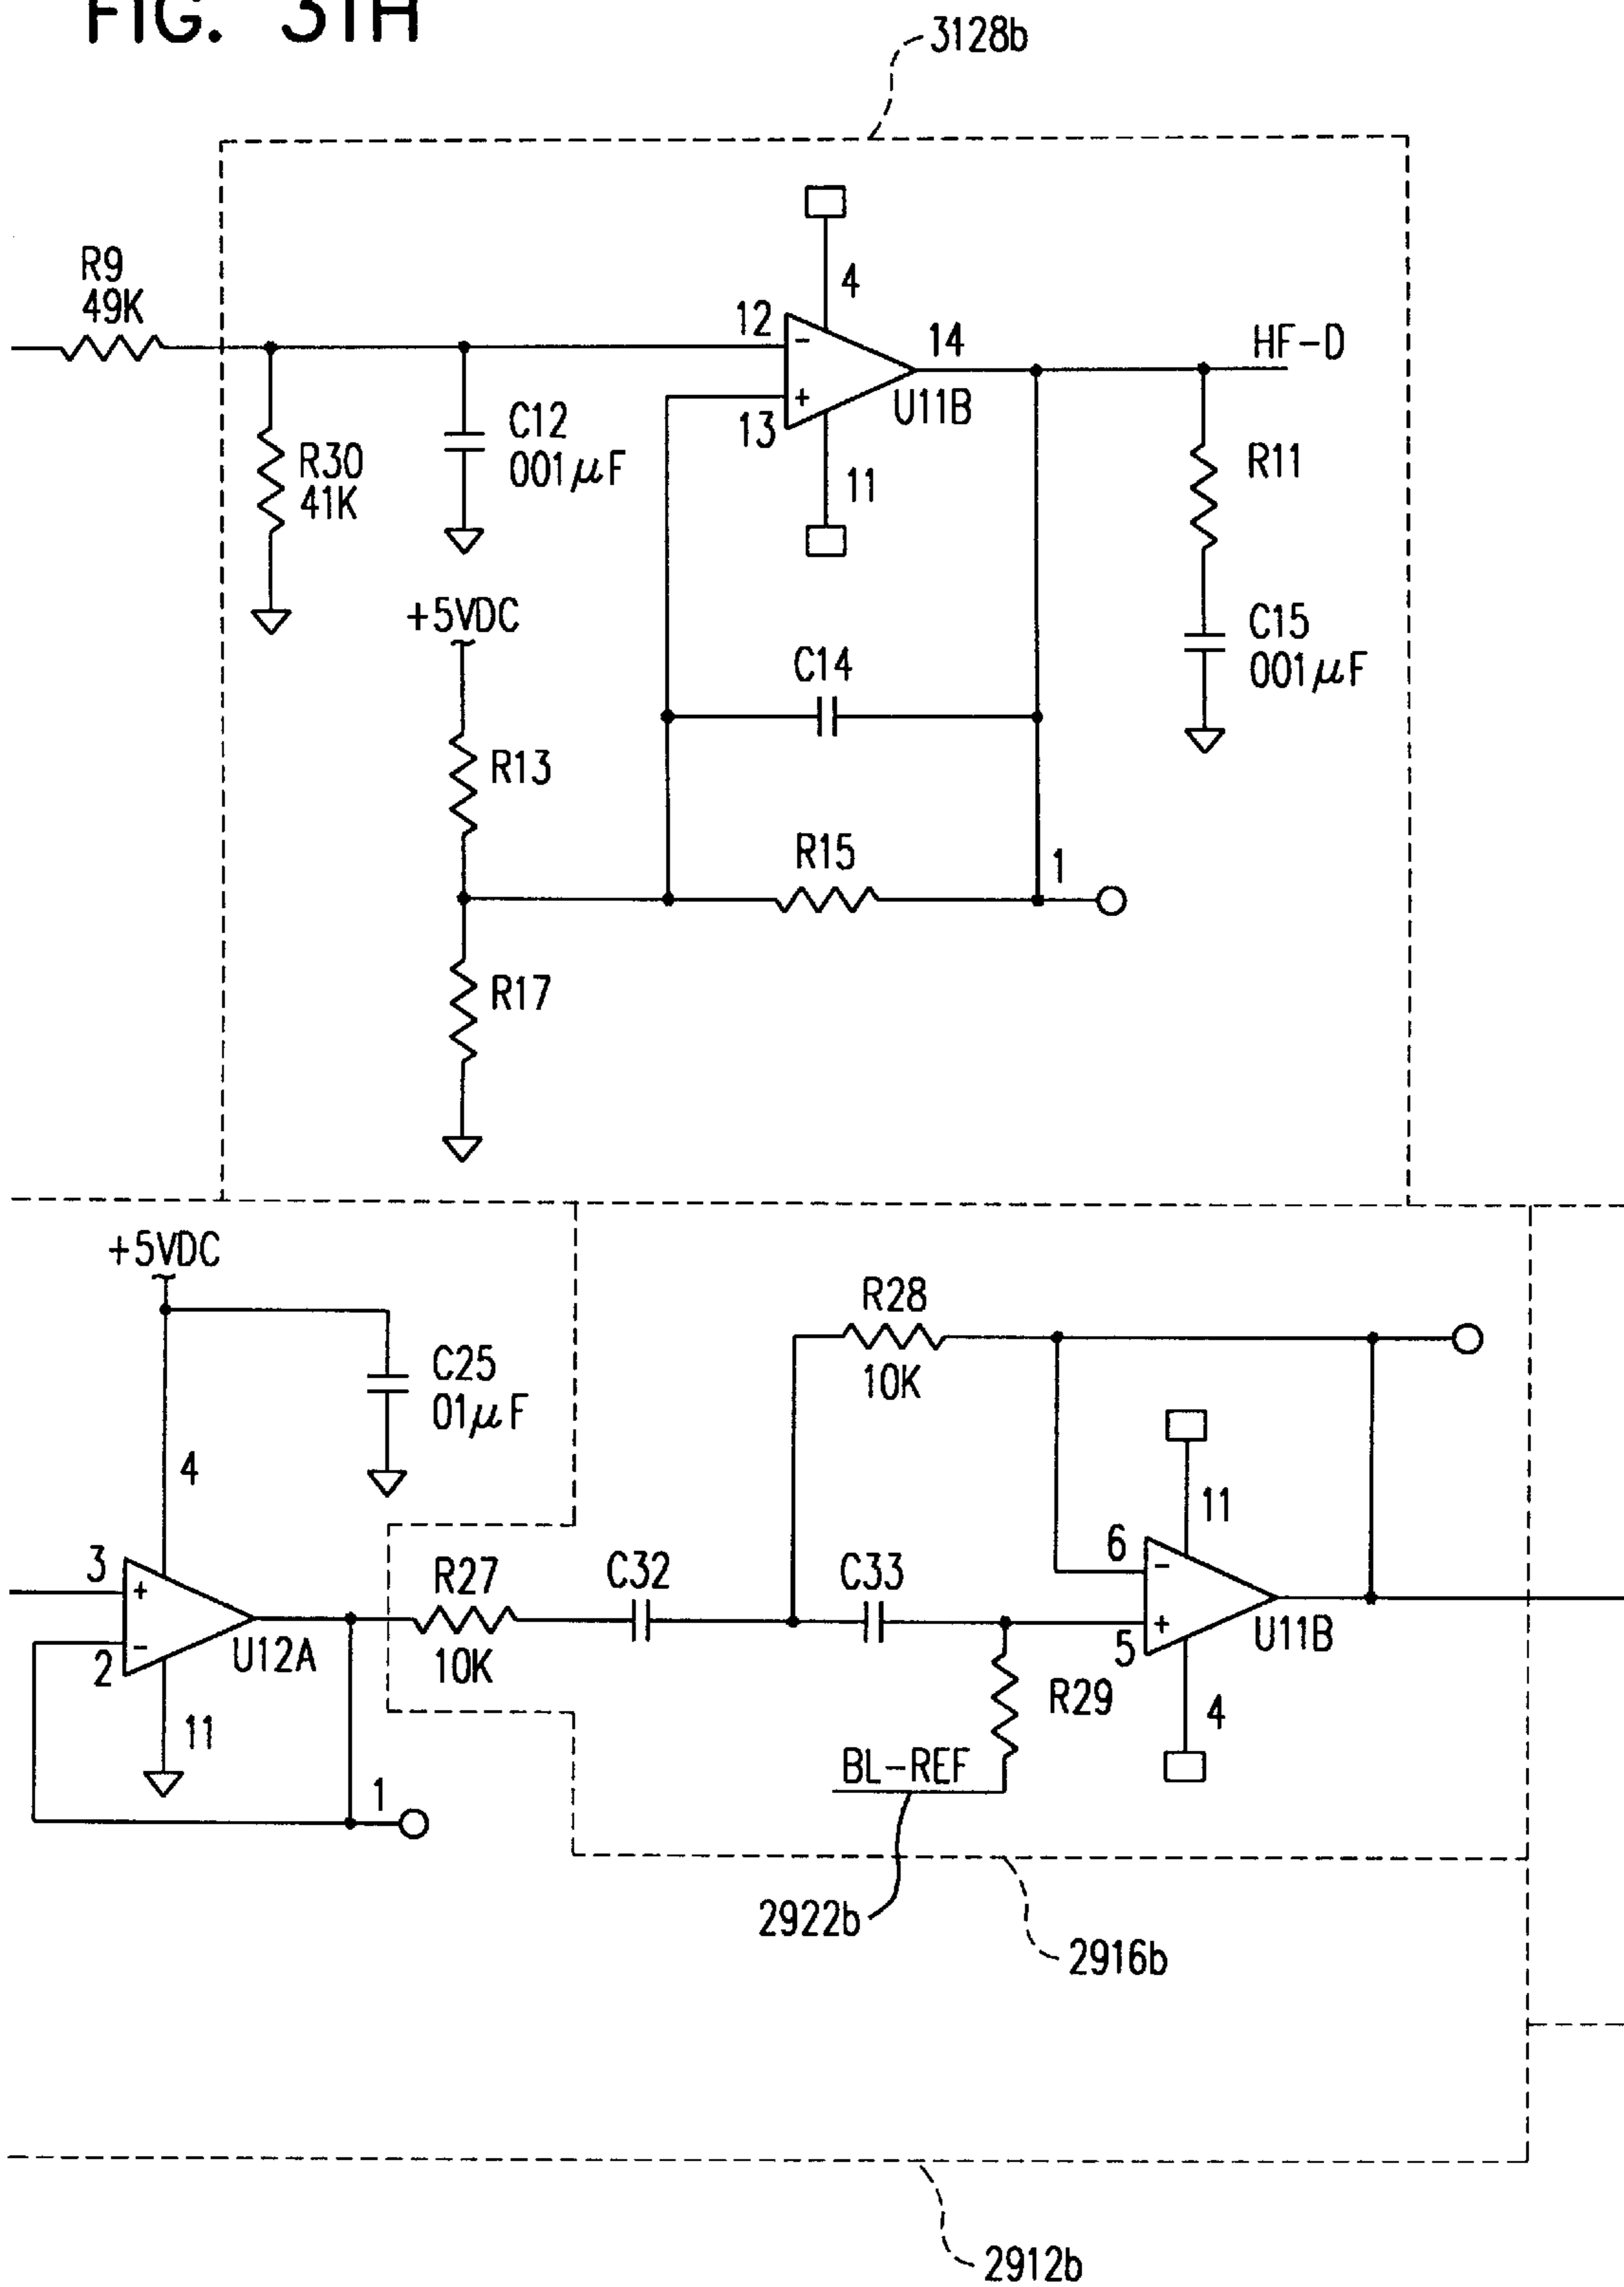 FIG. 31H
3128b
R9
49K
4
12
-
14
HF-D
+
13
U11B
11
C12
001µF
R30
41K
R11
+5VDC
C14
C15
001µF
R13
R15
1
R17
+5VDC
R28
10K
C25
01µF
4
11
3
+
R27
10K
C32
C33
6
-
+
5
U11B
-
2
U12A
R29
4
11
BL-REF
1
2922b
2916b
2912b